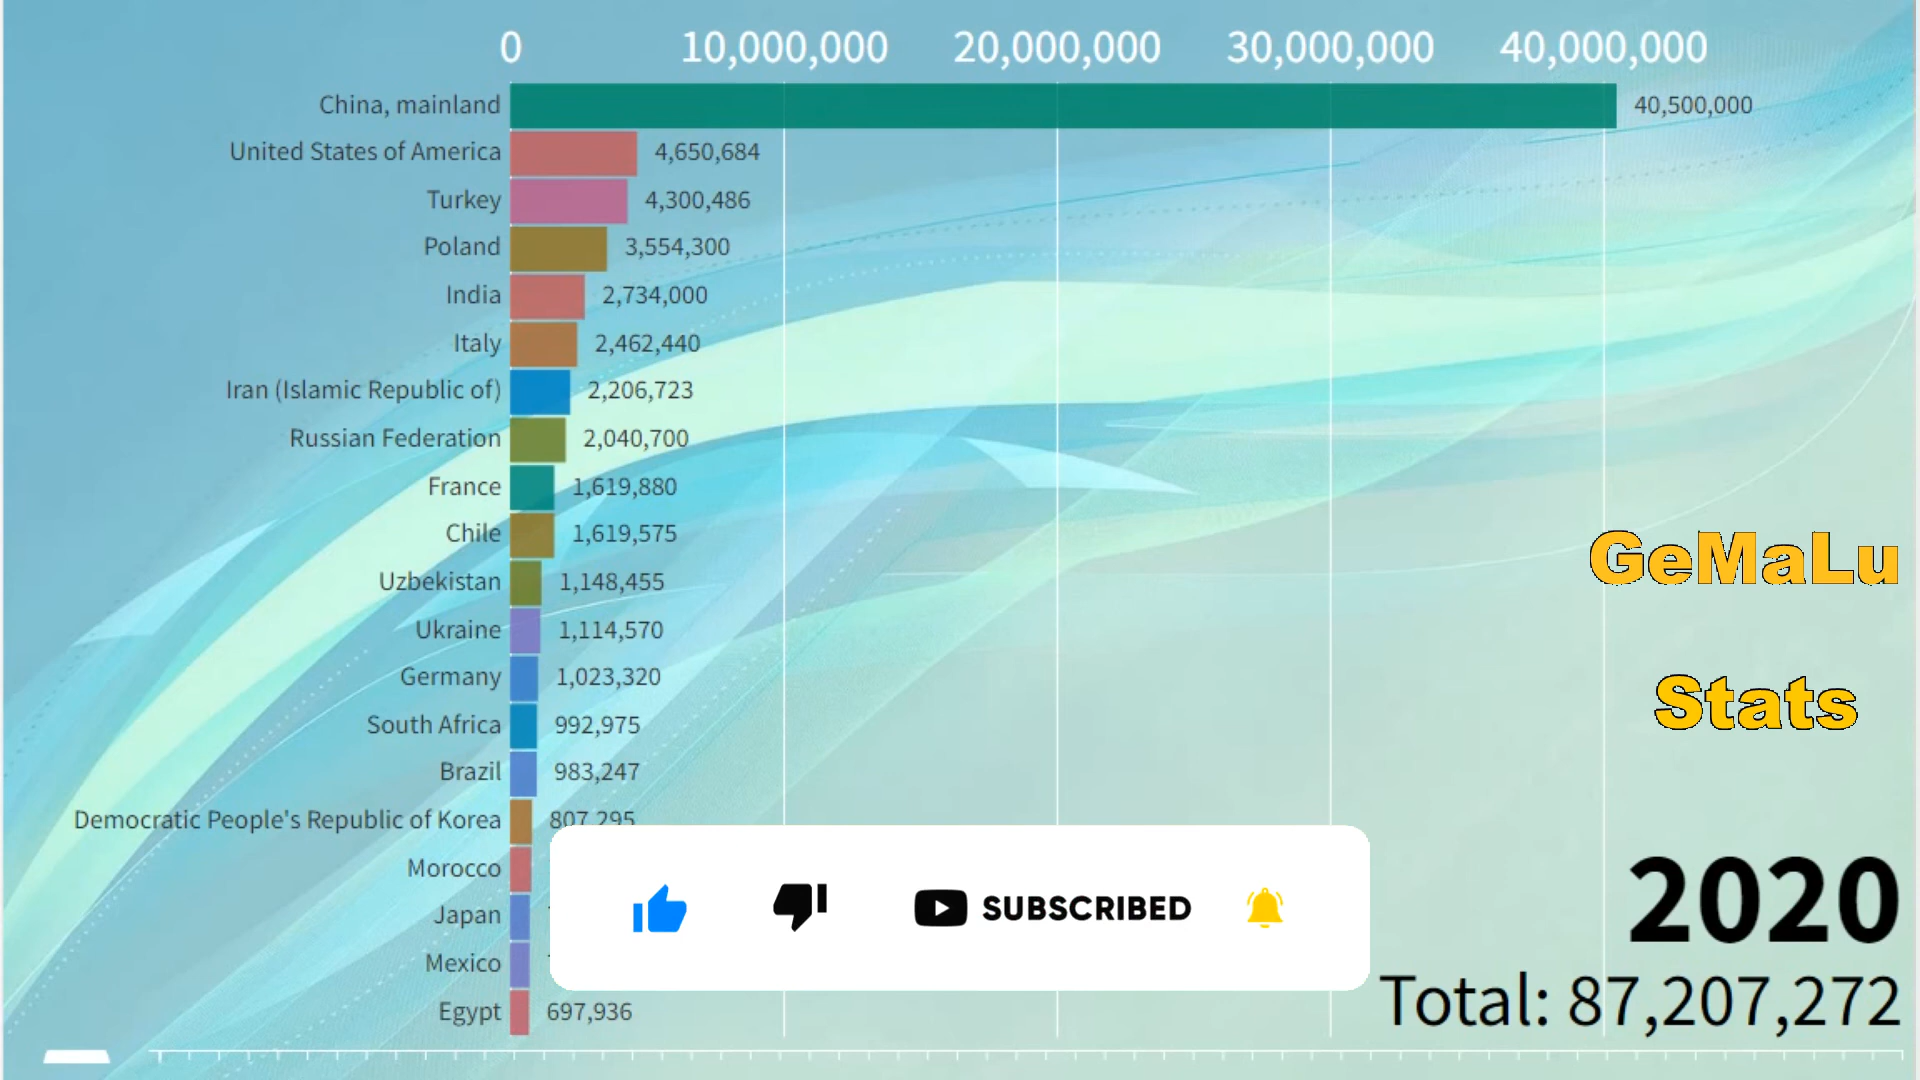 0 10,000,000 20,000,000 30,000,000 40,000,000
China, mainland 40,500,000
United States of America 4,650,684
Turkey 4,300,486
Poland 3,554,300
India 2,734,000
Italy 2,462,440
Iran (Islamic Republic of) 2,206,723
Russian Federation 2,040,700
France 1,619,880
Chile 1,619,575
Uzbekistan 1,148,455
Ukraine 1,114,570
Germany 1,023,320
South Africa 992,975
Brazil 983,247
Democratic People's Republic of Korea 807,295
Morocco
Japan
Mexico
Egypt 697,936
GeMaLu
Stats
SUBSCRIBED
2020
Total: 87,207,272